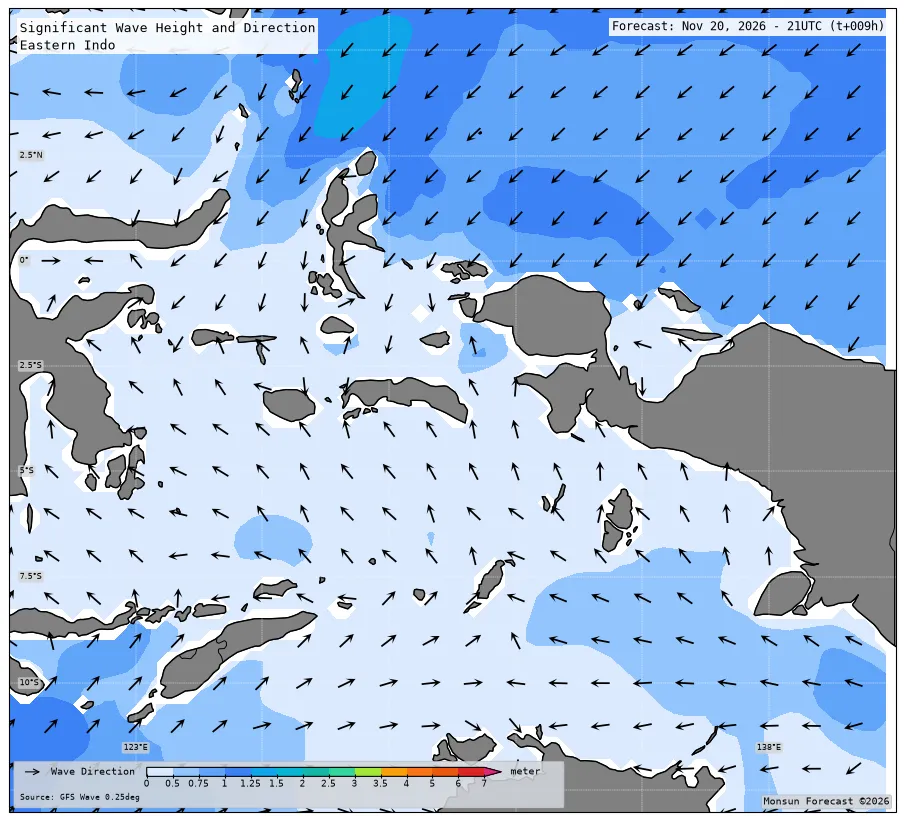 Significant Wave Height and Direction
Eastern Indo
Forecast: Nov 20, 2026 - 21UTC (t+009h)
2.5°N
0°
2.5°S
5°S
7.5°S
10°S
123°E
138°E
Wave Direction
meter
0 0.5 0.75 1 1.25 1.5 2 2.5 3 3.5 4 5 6 7
Source: GFS Wave 0.25deg
Monsun Forecast ©2026